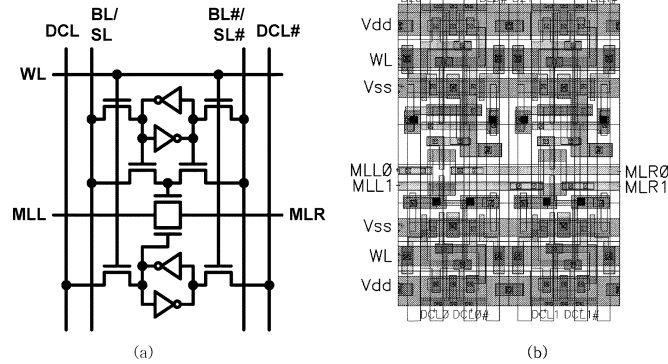 BL/ BL#/
DCL SL SL# DCL#
WL
MLL MLR
(a)
Vdd
WL
Vss
MLLØ MLRØ
MLL1 MLR1
Vss
WL
Vdd
DCLØ DCLØ# DCL1 DCL1#
(b)